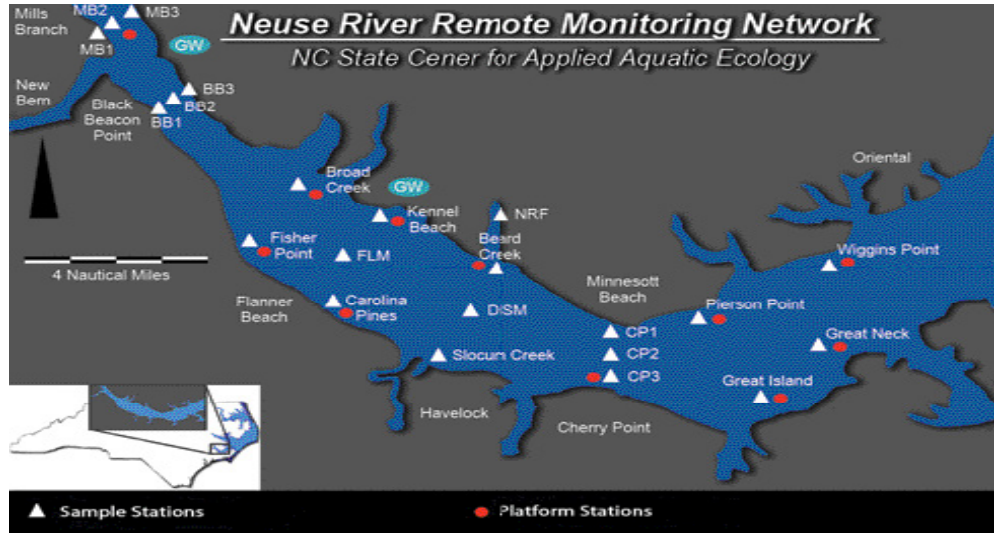 Neuse River Remote Monitoring Network
NC State Cener for Applied Aquatic Ecology
Mills
Branch
MB2
MB3
MB1
GW
New
Bern
Black
Beacon
Point
BB3
BB2
BB1
Oriental
Broad
Creek
GW
Kennel
Beach
NRF
Beard
Creek
Fisher
Point
FLM
Wiggins Point
4 Nautical Miles
Minnesott
Beach
Flanner
Beach
Carolina
Pines
DISM
Pierson Point
CP1
Great Neck
Slocum Creek
CP2
CP3
Great Island
Havelock
Cherry Point
Sample Stations
Platform Stations